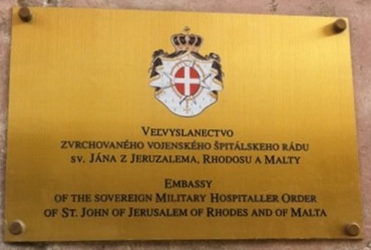 VEĽVYSLANECTVO
ZVRCHOVANÉHO VOJENSKÉHO ŠPITÁLSKEHO RÁDU
SV. JÁNA Z JERUZALEMA, RHODOSU A MALTY
EMBASSY
OF THE SOVEREIGN MILITARY HOSPITALLER ORDER
OF ST. JOHN OF JERUSALEM OF RHODES AND OF MALTA